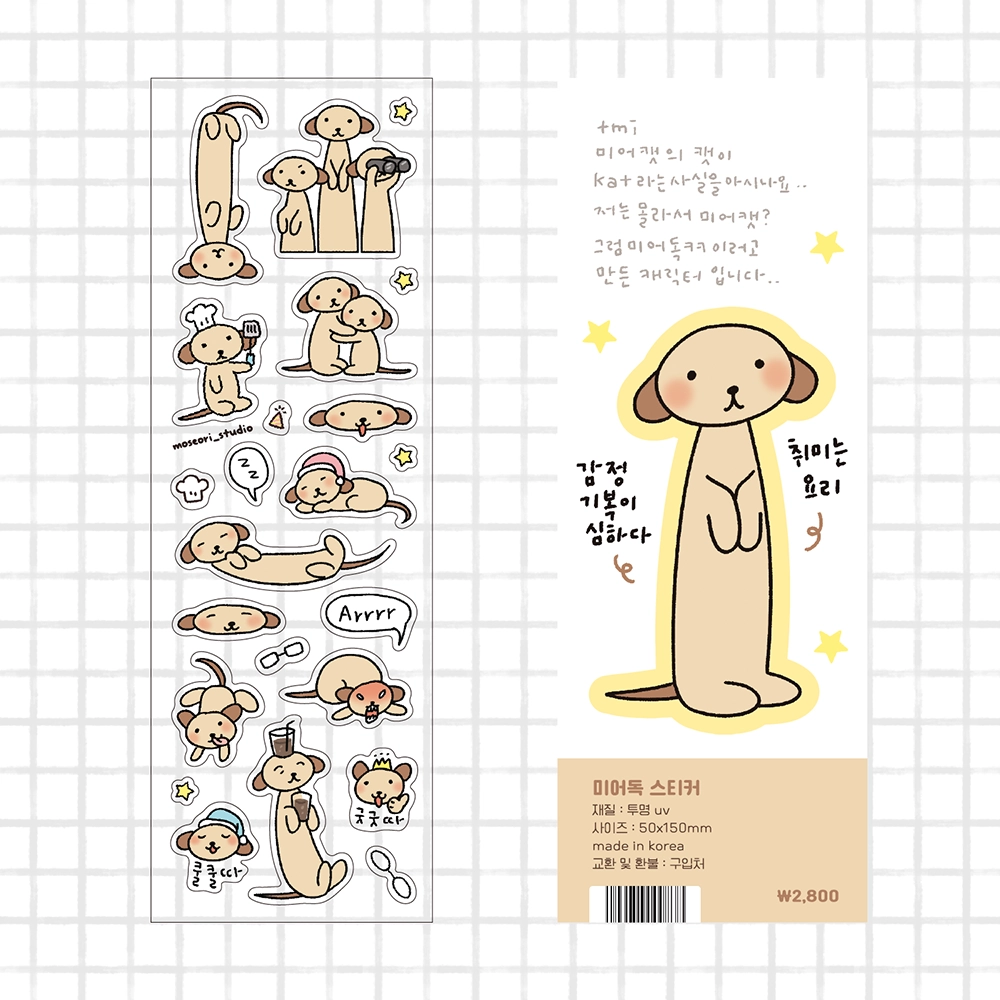 moseori_studio
z
z
Arrrr
굿굿따
쿨쿨따
tmi
미어캣의 캣이
kat라는사실을아시나요..
저는 몰라서 미어캣?
그럼미어독ㅋㅋ이러고
만든 캐릭터 입니다..
감정
기복이
심하다
취미는
요리
미어독 스티커
재질 : 투명 uv
사이즈 : 50x150mm
made in korea
교환 및 환불 : 구입처
₩2,800